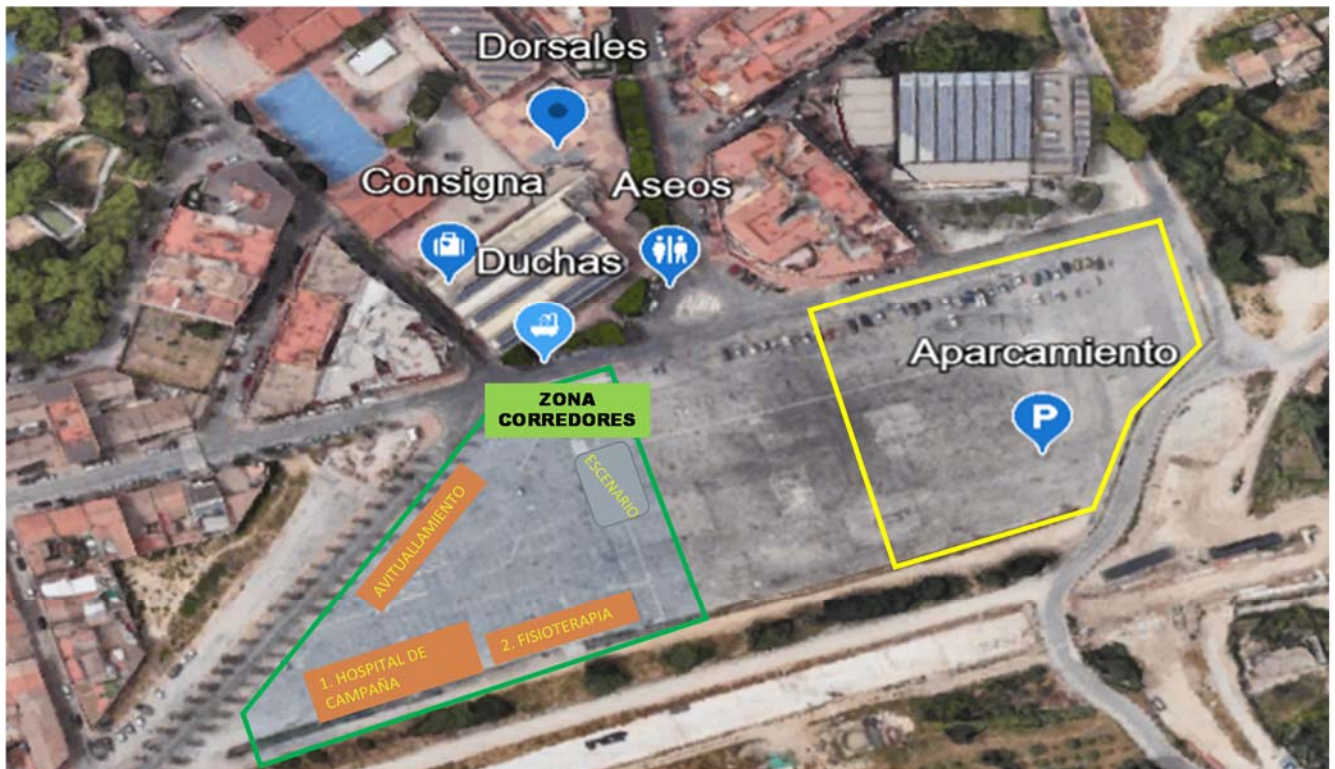 Dorsales
Consigna
Aseos
Duchas
Aparcamiento
P
ZONA
CORREDORES
ESCENARIO
AVITUALLAMIENTO
2. FISIOTERAPIA
1. HOSPITAL DE
CAMPAÑA